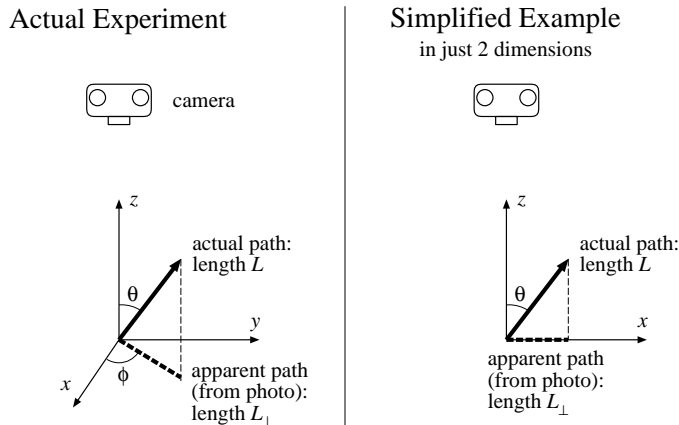 Actual Experiment
camera
z
actual path:
length L
θ
y
x
ϕ
apparent path
(from photo):
length L⊥
Simplified Example
in just 2 dimensions
z
actual path:
length L
θ
x
apparent path
(from photo):
length L⊥